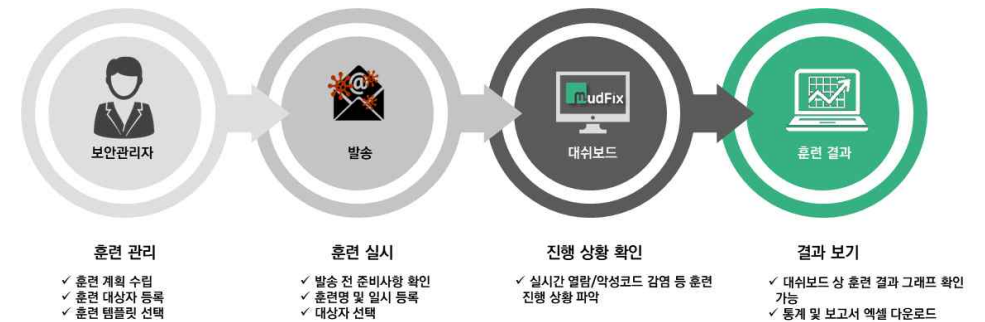 보안관리자
발송
@
MudFix
대쉬보드
훈련 결과
훈련 관리
✓ 훈련 계획 수립
✓ 훈련 대상자 등록
✓ 훈련 템플릿 선택
훈련 실시
✓ 발송 전 준비사항 확인
✓ 훈련명 및 일시 등록
✓ 대상자 선택
진행 상황 확인
✓ 실시간 열람/악성코드 감염 등 훈련
진행 상황 파악
결과 보기
✓ 대쉬보드 상 훈련 결과 그래프 확인
가능
✓ 통계 및 보고서 엑셀 다운로드